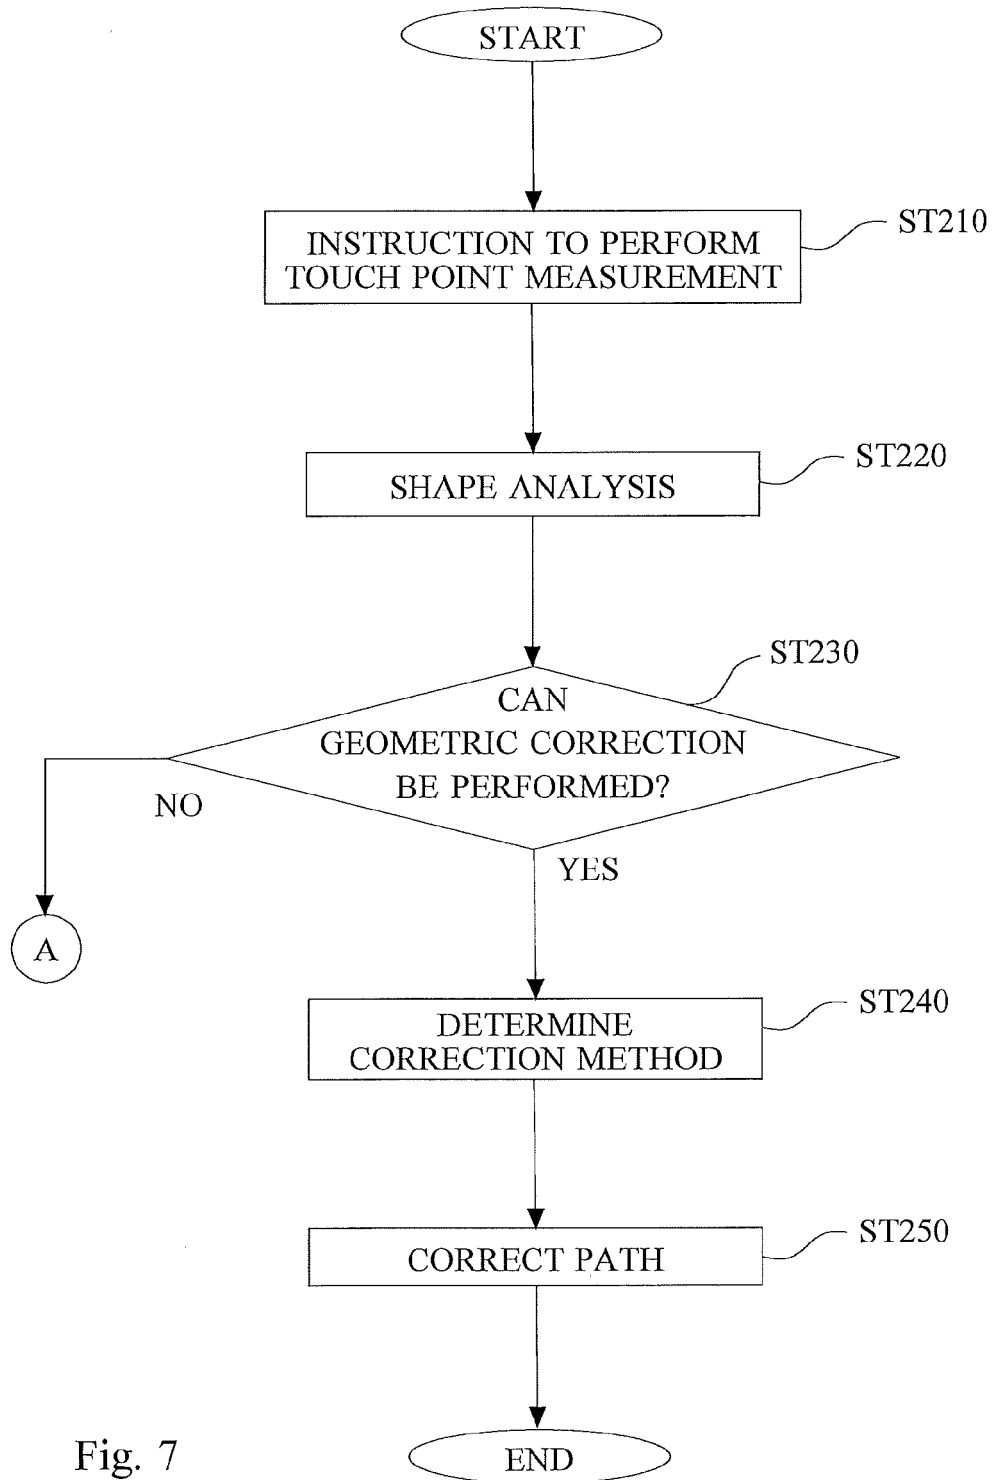 START
INSTRUCTION TO PERFORM
TOUCH POINT MEASUREMENT
ST210
SHAPE ANALYSIS
ST220
CAN
GEOMETRIC CORRECTION
BE PERFORMED?
ST230
NO
YES
A
DETERMINE
CORRECTION METHOD
ST240
CORRECT PATH
ST250
END
Fig. 7